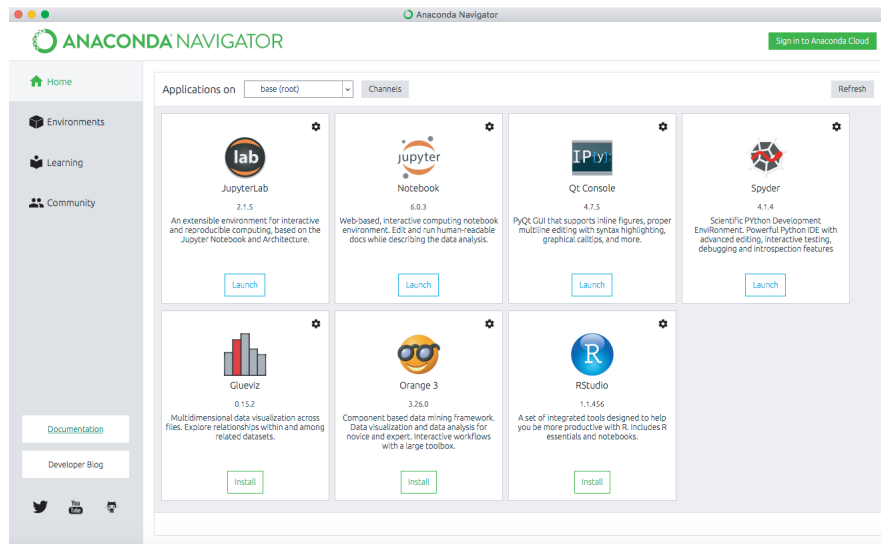 Anaconda Navigator
ANACONDA NAVIGATOR
Sign in to Anaconda Cloud
Home
Environments
Learning
Community
Documentation
Developer Blog
You
Tube
Applications on
base (root)
Channels
Refresh
lab
JupyterLab
2.1.5
An extensible environment for interactive
and reproducible computing, based on the
Jupyter Notebook and Architecture.
Launch
jupyter
Notebook
6.0.3
Web-based, interactive computing notebook
environment. Edit and run human-readable
docs while describing the data analysis.
Launch
IP[y]:
Qt Console
4.7.5
PyQt GUI that supports inline figures, proper
multiline editing with syntax highlighting,
graphical calltips, and more.
Launch
Spyder
4.1.4
Scientific PYthon Development
EnviRonment. Powerful Python IDE with
advanced editing, interactive testing,
debugging and introspection features
Launch
Glueviz
0.15.2
Multidimensional data visualization across
files. Explore relationships within and among
related datasets.
Install
Orange 3
3.26.0
Component based data mining framework.
Data visualization and data analysis for
novice and expert. Interactive workflows
with a large toolbox.
Install
R
RStudio
1.1.456
A set of integrated tools designed to help
you be more productive with R. Includes R
essentials and notebooks.
Install